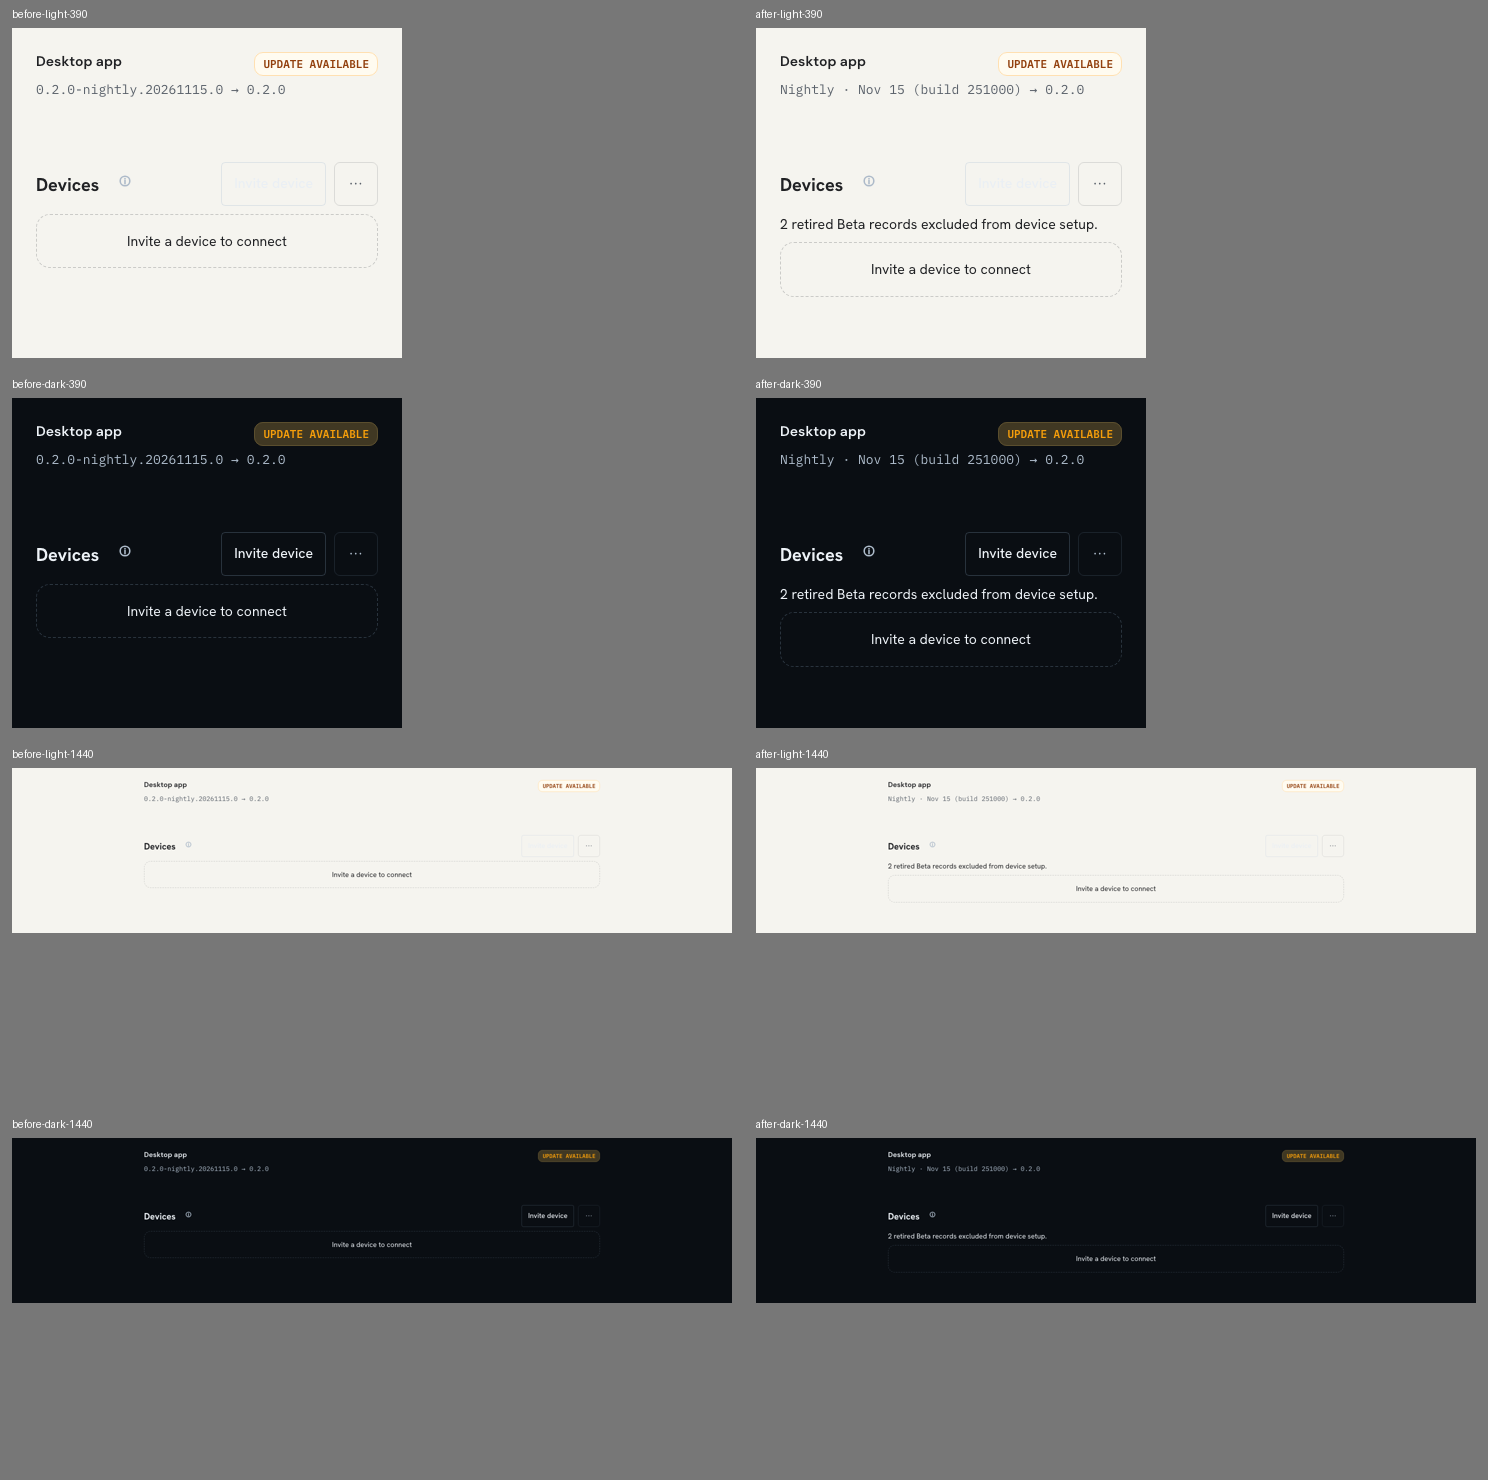 before-light-390
Desktop app
UPDATE AVAILABLE
0.2.0-nightly.20261115.0 → 0.2.0
Devices
Invite device
Invite a device to connect
after-light-390
Desktop app
UPDATE AVAILABLE
Nightly · Nov 15 (build 251000) → 0.2.0
Devices
Invite device
2 retired Beta records excluded from device setup.
Invite a device to connect
before-dark-390
Desktop app
UPDATE AVAILABLE
0.2.0-nightly.20261115.0 → 0.2.0
Devices
Invite device
Invite a device to connect
after-dark-390
Desktop app
UPDATE AVAILABLE
Nightly · Nov 15 (build 251000) → 0.2.0
Devices
Invite device
2 retired Beta records excluded from device setup.
Invite a device to connect
before-light-1440
Desktop app
UPDATE AVAILABLE
0.2.0-nightly.20261115.0 → 0.2.0
Devices
Invite a device to connect
after-light-1440
Desktop app
UPDATE AVAILABLE
Nightly · Nov 15 (build 251000) → 0.2.0
Devices
2 retired Beta records excluded from device setup.
Invite a device to connect
before-dark-1440
Desktop app
UPDATE AVAILABLE
0.2.0-nightly.20261115.0 → 0.2.0
Devices
Invite device
Invite a device to connect
after-dark-1440
Desktop app
UPDATE AVAILABLE
Nightly · Nov 15 (build 251000) → 0.2.0
Devices
Invite device
2 retired Beta records excluded from device setup.
Invite a device to connect